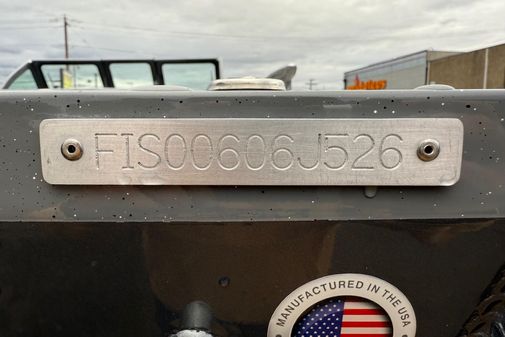 FIS00606J526
MANUFACTURED IN THE USA